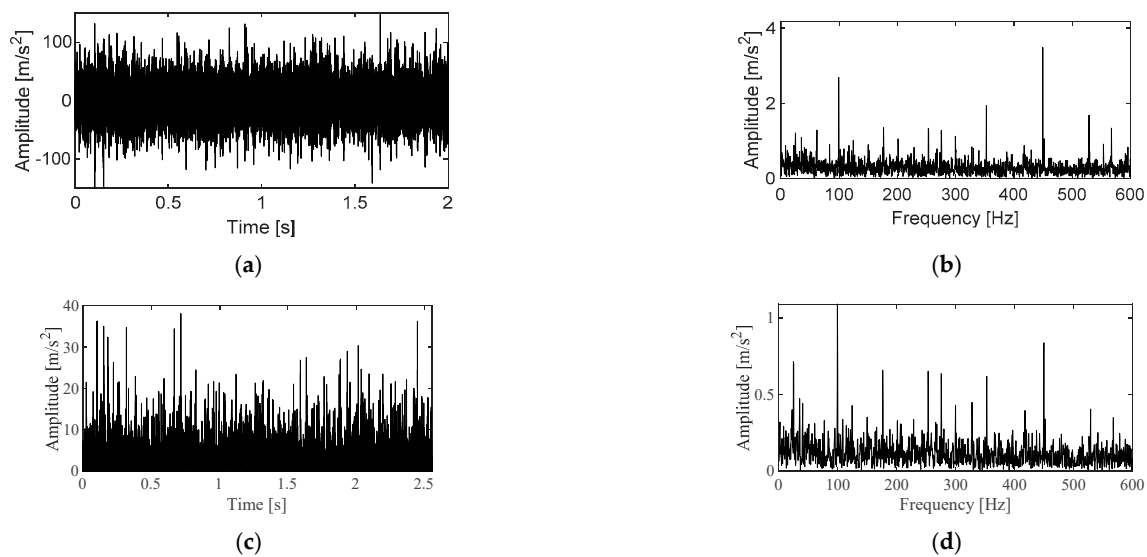 Amplitude [m/s²]
100
0
-100
0 0.5 1 1.5 2
Time [s]
(a)
Amplitude [m/s²]
4
2
0
0 100 200 300 400 500 600
Frequency [Hz]
(b)
Amplitude [m/s²]
40
30
20
10
0
0 0.5 1 1.5 2 2.5
Time [s]
(c)
Amplitude [m/s²]
1
0.5
0
0 100 200 300 400 500 600
Frequency [Hz]
(d)